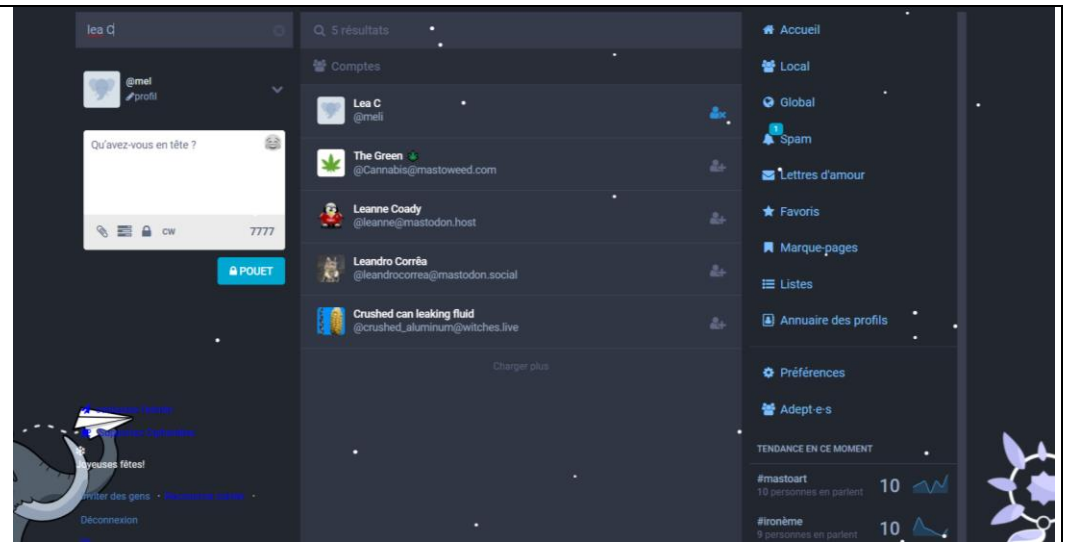 lea C
@mel
profil
Qu'avez-vous en tête ?
CW
7777
POUET
Joyeuses fêtes!
Inviter des gens
Déconnexion
5 résultats
Comptes
Lea C
@meli
The Green
@Cannabis@mastoweed.com
Leanne Coady
@leanne@mastodon.host
Leandro Corrêa
@leandrocorrea@mastodon.social
Crushed can leaking fluid
@crushed_aluminum@witches.live
Charger plus
Accueil
Local
Global
1
Spam
Lettres d'amour
Favoris
Marque-pages
Listes
Annuaire des profils
Préférences
Adept·e·s
TENDANCE EN CE MOMENT
#mastoart
10 personnes en parlent
10
#ironème
9 personnes en parlent
10